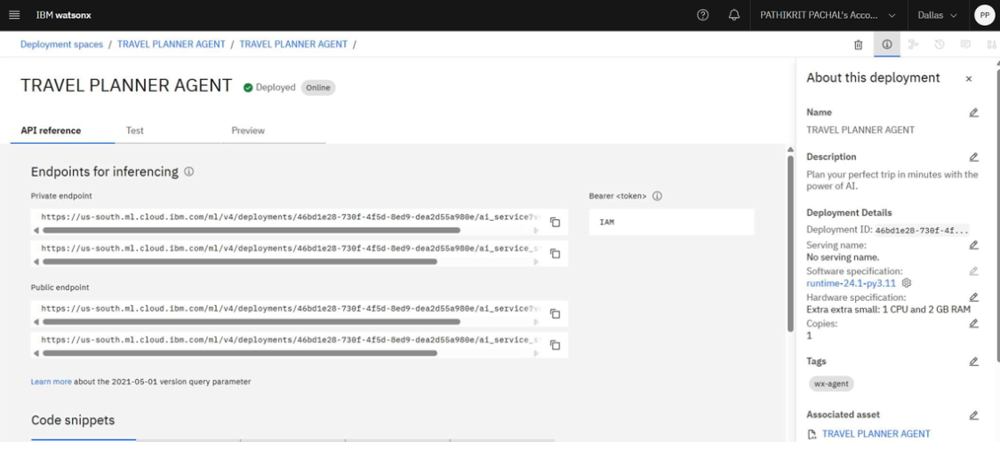 IBM watsonx
PATHIKRIT PACHAL's Acco...
Dallas
PP
Deployment spaces / TRAVEL PLANNER AGENT / TRAVEL PLANNER AGENT /
TRAVEL PLANNER AGENT
Deployed
Online
API reference
Test
Preview
Endpoints for inferencing
Private endpoint
https://us-south.ml.cloud.ibm.com/ml/v4/deployments/46bd1e28-730f-4f5d-8ed9-dea2d55a980e/ai_service?v
https://us-south.ml.cloud.ibm.com/ml/v4/deployments/46bd1e28-730f-4f5d-8ed9-dea2d55a980e/ai_service_s
Bearer <token>
IAM
Public endpoint
https://us-south.ml.cloud.ibm.com/ml/v4/deployments/46bd1e28-730f-4f5d-8ed9-dea2d55a980e/ai_service?v
https://us-south.ml.cloud.ibm.com/ml/v4/deployments/46bd1e28-730f-4f5d-8ed9-dea2d55a980e/ai_service_s
Learn more about the 2021-05-01 version query parameter
Code snippets
About this deployment
Name
TRAVEL PLANNER AGENT
Description
Plan your perfect trip in minutes with the
power of AI.
Deployment Details
Deployment ID: 46bd1e28-730f-4f...
Serving name:
No serving name.
Software specification:
runtime-24.1-py3.11
Hardware specification:
Extra extra small: 1 CPU and 2 GB RAM
Copies:
1
Tags
wx-agent
Associated asset
TRAVEL PLANNER AGENT